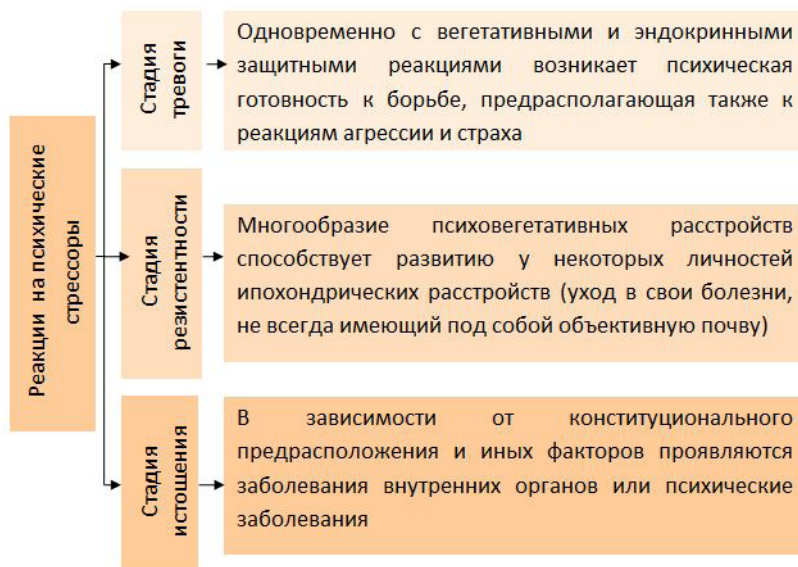 Реакции на психические
стрессоры
Стадия
тревоги
Одновременно с вегетативными и эндокринными
защитными реакциями возникает психическая
готовность к борьбе, предрасполагающая также к
реакциям агрессии и страха
Стадия
резистентности
Многообразие психовегетативных расстройств
способствует развитию у некоторых личностей
ипохондрических расстройств (уход в свои болезни,
не всегда имеющий под собой объективную почву)
Стадия
истошения
В зависимости от конституционального
предрасположения и иных факторов проявляются
заболевания внутренних органов или психические
заболевания